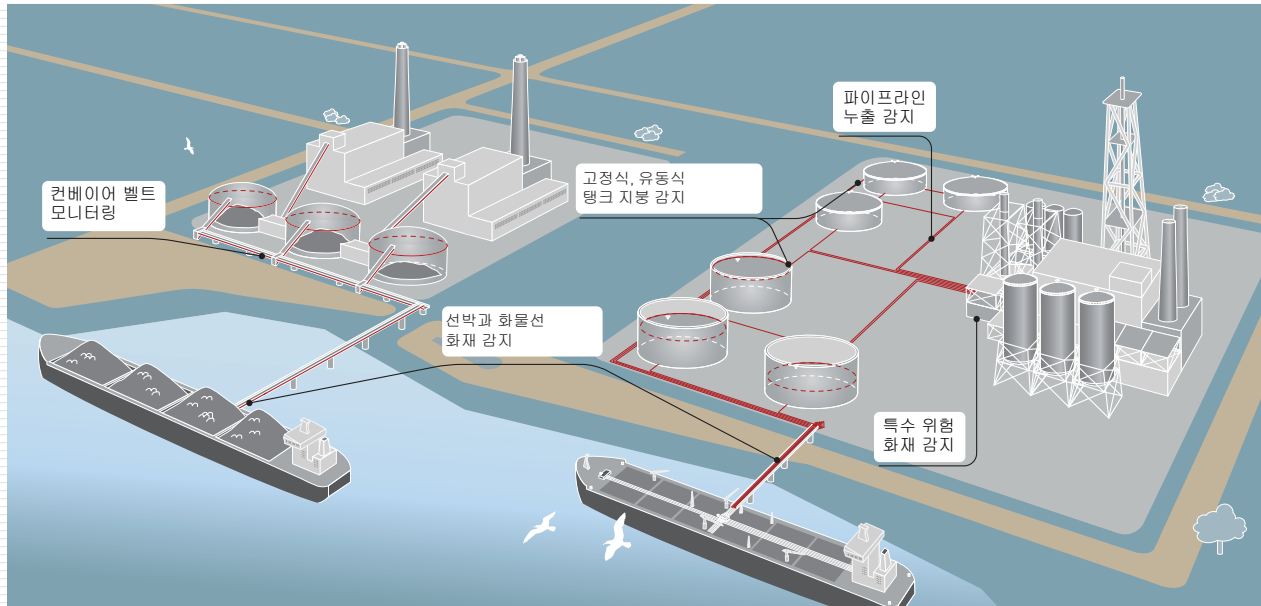 파이프라인
누출 감지
고정식, 유동식
탱크 지붕 감지
컨베이어 벨트
모니터링
선박과 화물선
화재 감지
특수 위험
화재 감지